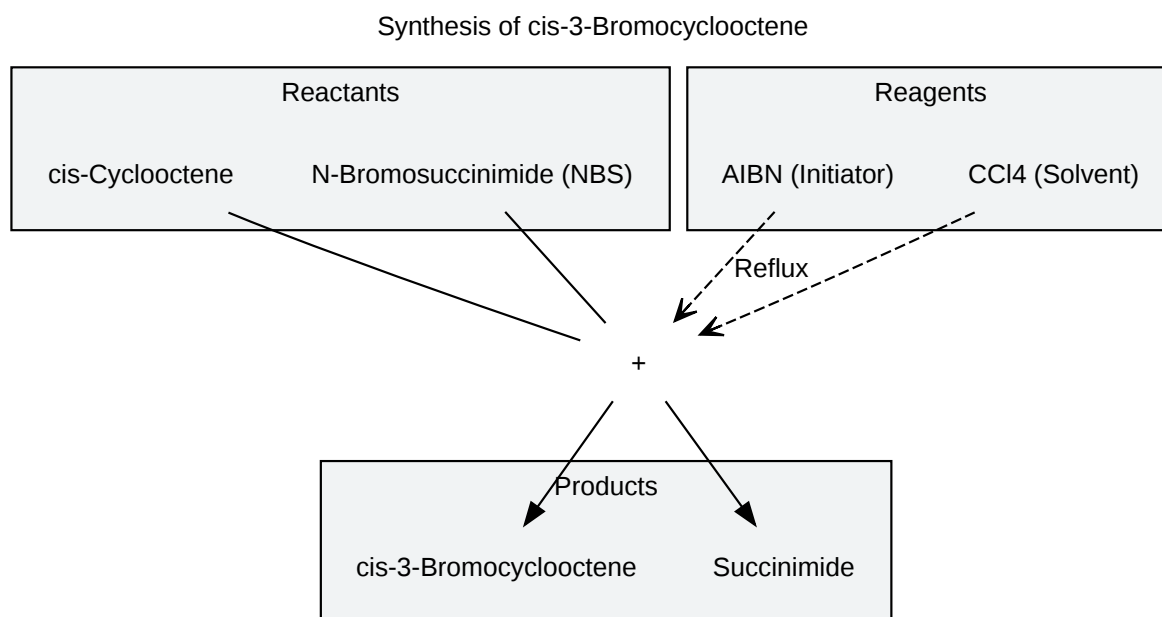 Synthesis of cis-3-Bromocyclooctene
Reactants
Reagents
cis-Cyclooctene
N-Bromosuccinimide (NBS)
AIBN (Initiator)
CCl4 (Solvent)
Reflux
+
Products
cis-3-Bromocyclooctene
Succinimide